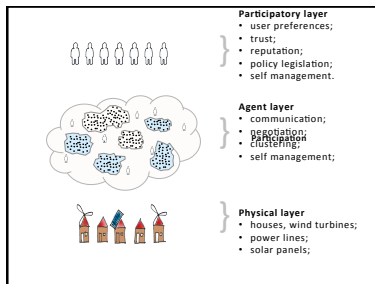 Participatory layer
• user preferences;
• trust;
• reputation;
• policy legislation;
• self management.
Agent layer
• communication;
• negotiation;
Participation
• clustering;
• self management;
Physical layer
• houses, wind turbines;
• power lines;
• solar panels;